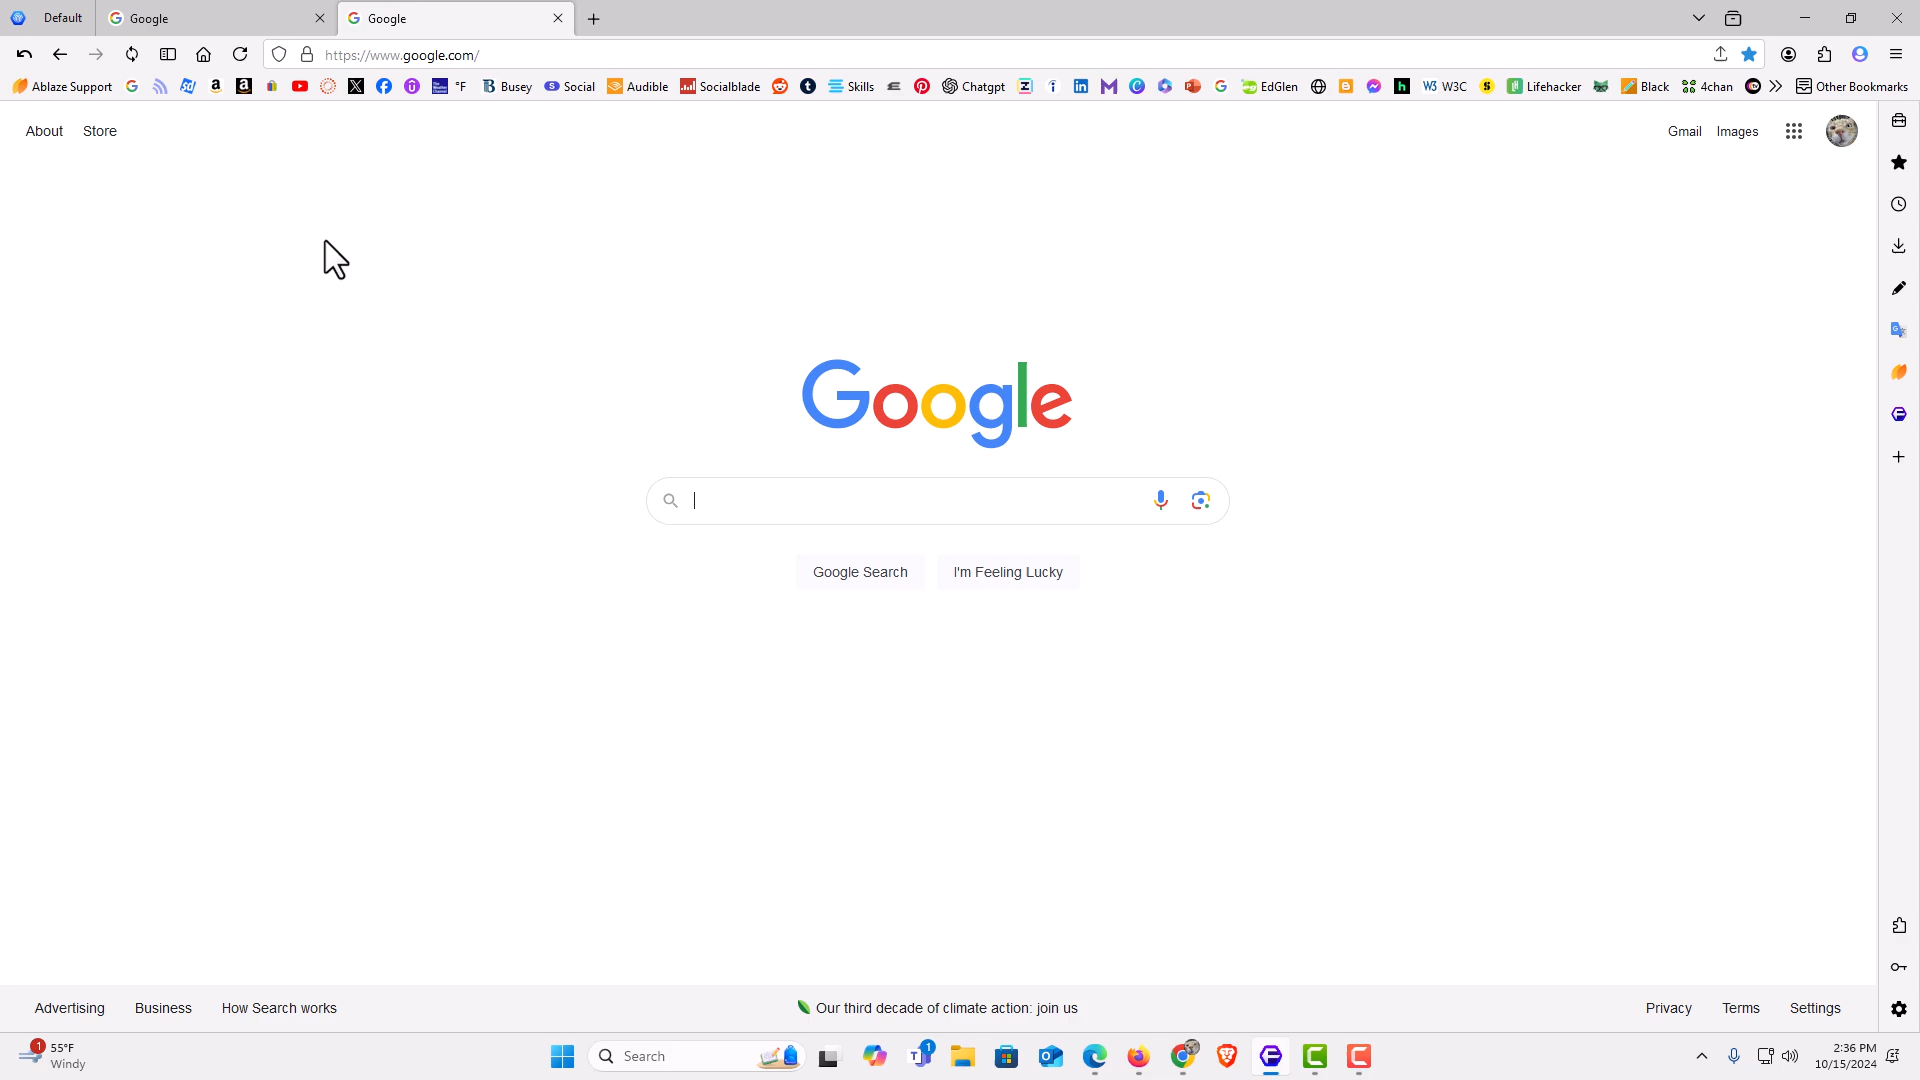 Default Google Google
https://www.google.com/
Ablaze Support °F Busey Social Audible Socialblade Skills Chatgpt EdGlen W3C Lifehacker Black 4chan Other Bookmarks
About Store Gmail Images
Google
Google Search I'm Feeling Lucky
Advertising Business How Search works Our third decade of climate action: join us Privacy Terms Settings
1 55°F Search 1 2:36 PM
Windy 10/15/2024